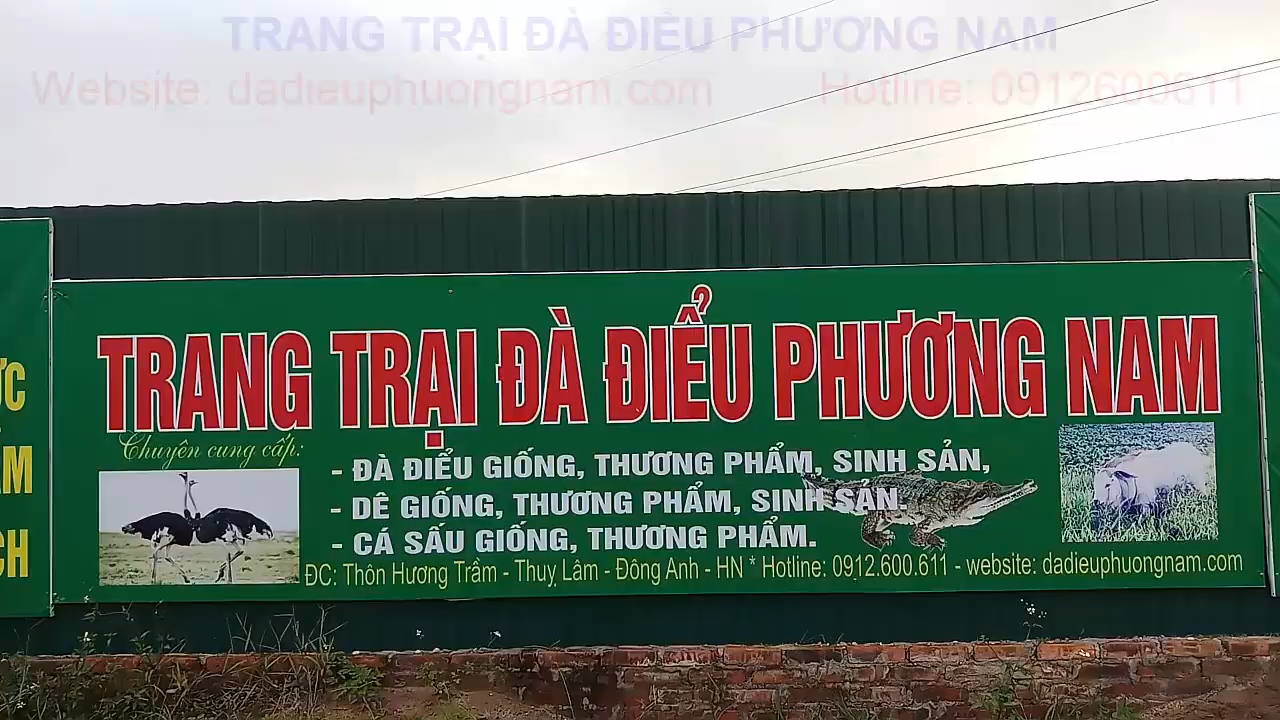 TRANG TRẠI ĐÀ ĐIỂU PHƯƠNG NAM
Website: dadieuphuongnam.com Hotline: 0912600611
TRANG TRẠI ĐÀ ĐIỂU PHƯƠNG NAM
Chuyên cung cấp:
- ĐÀ ĐIỂU GIỐNG, THƯƠNG PHẨM, SINH SẢN,
- DÊ GIỐNG, THƯƠNG PHẨM, SINH SẢN.
- CÁ SẤU GIỐNG, THƯƠNG PHẨM.
ĐC: Thôn Hương Trầm - Thuỵ Lâm - Đông Anh - HN * Hotline: 0912.600.611 - website: dadieuphuongnam.com